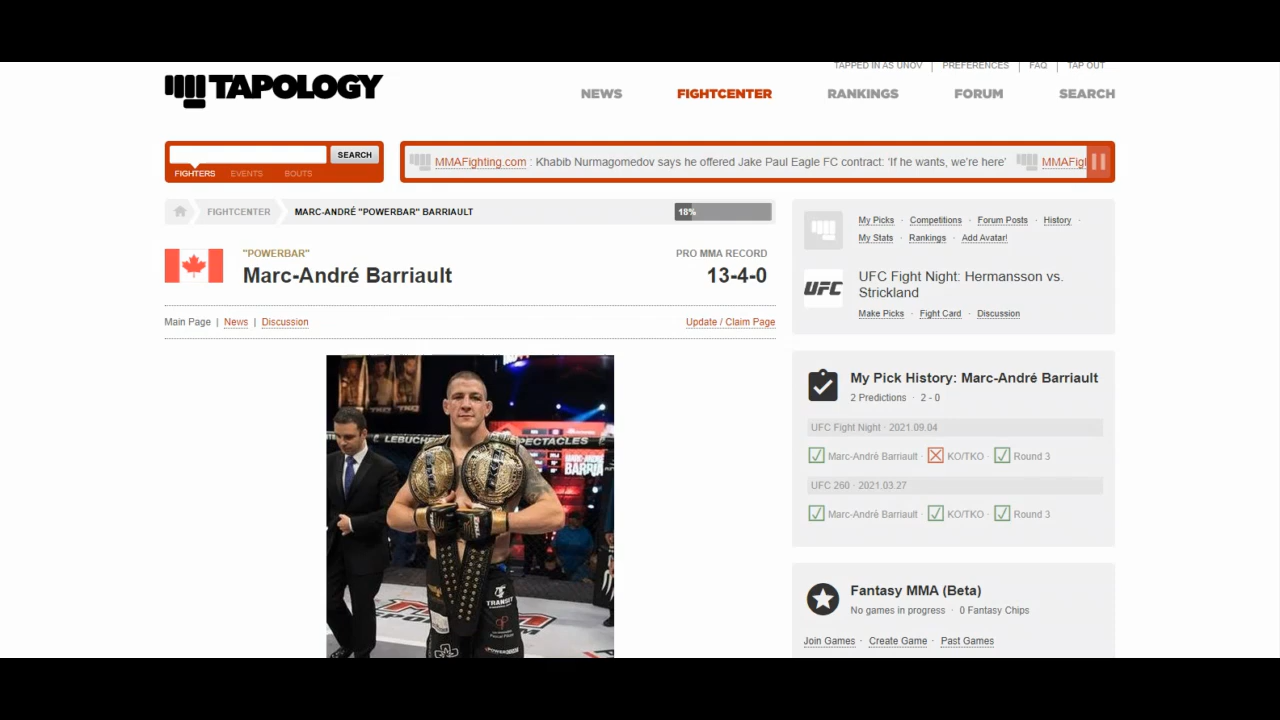 TAPPED IN AS UNOV | PREFERENCES | FAQ | TAP OUT
TAPOLOGY
NEWS FIGHTCENTER RANKINGS FORUM SEARCH
SEARCH
FIGHTERS EVENTS BOUTS
MMAFighting.com : Khabib Nurmagomedov says he offered Jake Paul Eagle FC contract: 'If he wants, we're here' MMAFigl
FIGHTCENTER MARC-ANDRÉ "POWERBAR" BARRIAULT 18%
"POWERBAR"
Marc-André Barriault
PRO MMA RECORD
13-4-0
Main Page | News | Discussion Update / Claim Page
LEBUCHE SPECTACLES
MARC-ANDRE
BARRIA
TRANSIT
My Picks · Competitions · Forum Posts · History ·
My Stats · Rankings · Add Avatar!
UFC
UFC Fight Night: Hermansson vs.
Strickland
Make Picks · Fight Card · Discussion
My Pick History: Marc-André Barriault
2 Predictions · 2 - 0
UFC Fight Night · 2021.09.04
Marc-André Barriault · KO/TKO · Round 3
UFC 260 · 2021.03.27
Marc-André Barriault · KO/TKO · Round 3
Fantasy MMA (Beta)
No games in progress · 0 Fantasy Chips
Join Games · Create Game · Past Games